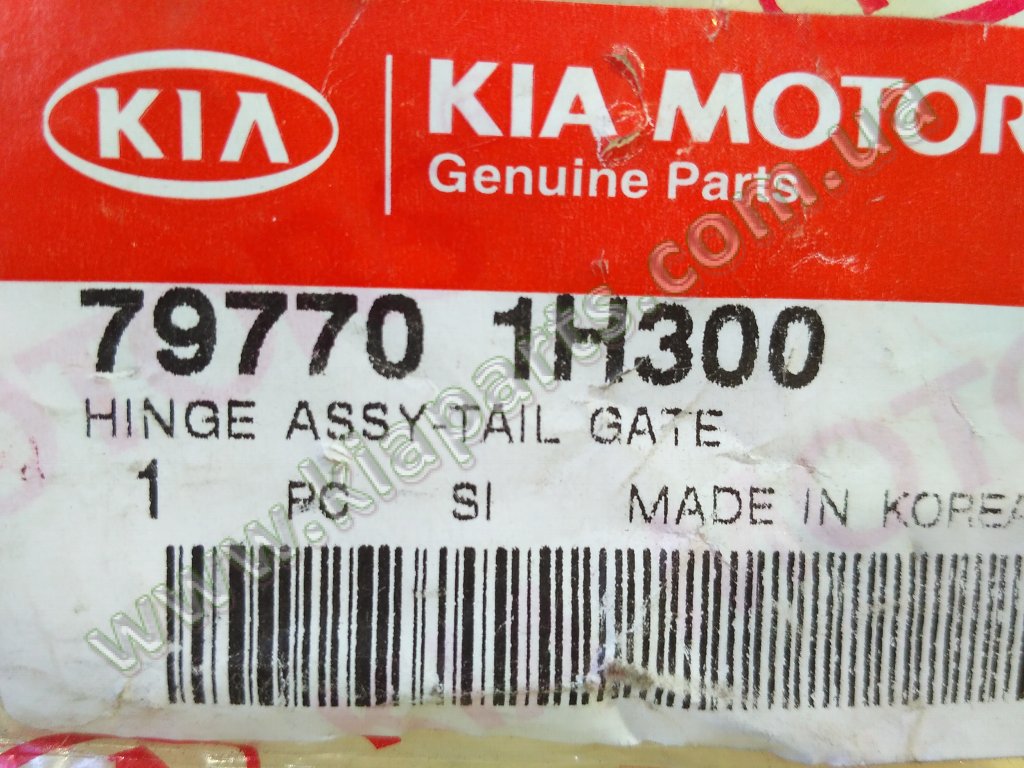 KIA
KIA MOTOR
Genuine Parts
79770 1H300
HINGE ASSY-TAIL GATE
1 PC SI MADE IN KOREA
www.kiaparts.com.ua